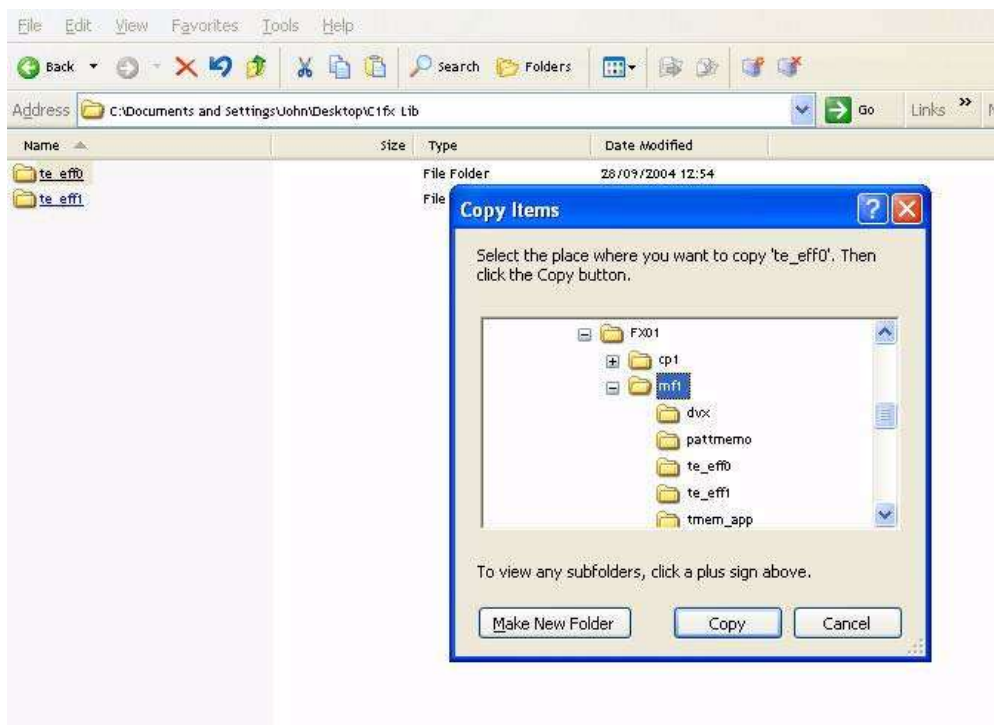 File Edit View Favorites Tools Help
Back Search Folders
Address C:\Documents and Settings\John\Desktop\C1fx Lib Go Links »
Name Size Type Date Modified
te_eff0 File Folder 28/09/2004 12:54
te_eff1 File
Copy Items
Select the place where you want to copy 'te_eff0'. Then
click the Copy button.
FX01
cp1
mf1
dvx
pattmemo
te_eff0
te_eff1
tmem_app
To view any subfolders, click a plus sign above.
Make New Folder Copy Cancel